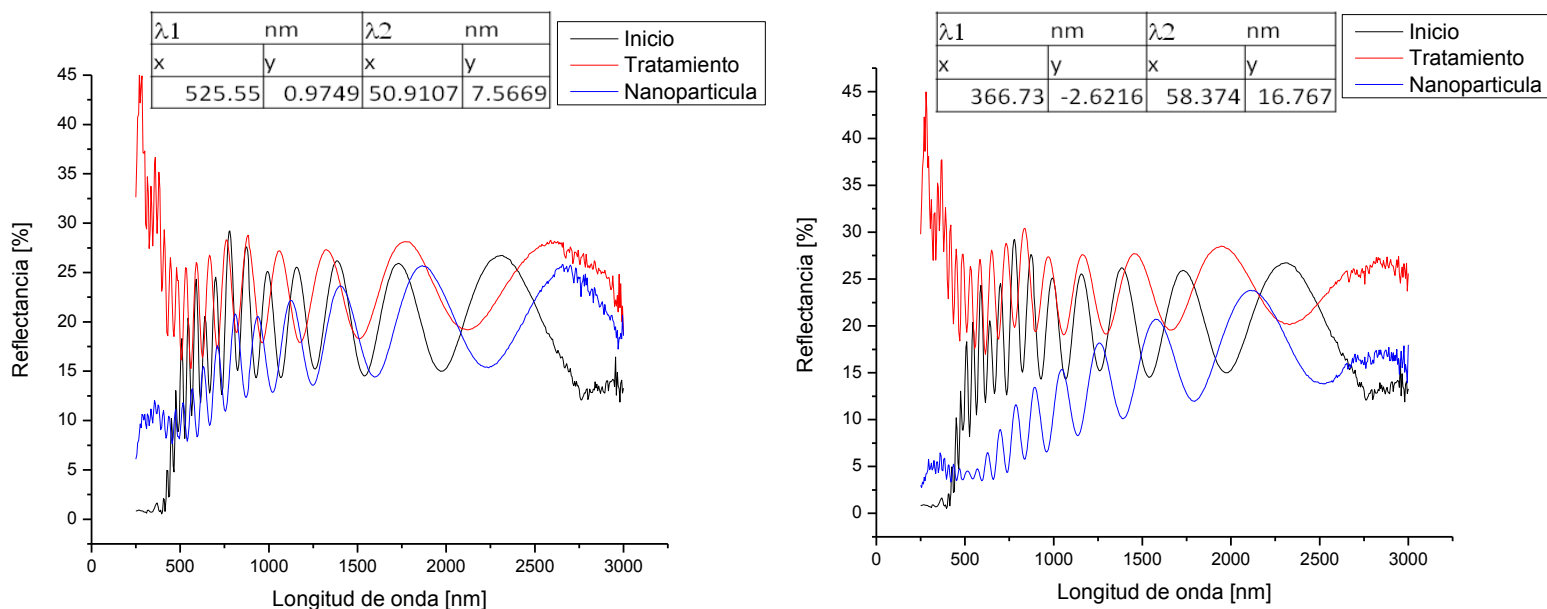 λ1 nm λ2 nm
x y x y
525.55 0.9749 50.9107 7.5669
Inicio
Tratamiento
Nanoparticula
45
40
35
30
25
20
15
10
5
0
Reflectancia [%]
0 500 1000 1500 2000 2500 3000
Longitud de onda [nm]
λ1 nm λ2 nm
x y x y
366.73 -2.6216 58.374 16.767
Inicio
Tratamiento
Nanoparticula
45
40
35
30
25
20
15
10
5
0
Reflectancia [%]
0 500 1000 1500 2000 2500 3000
Longitud de onda [nm]